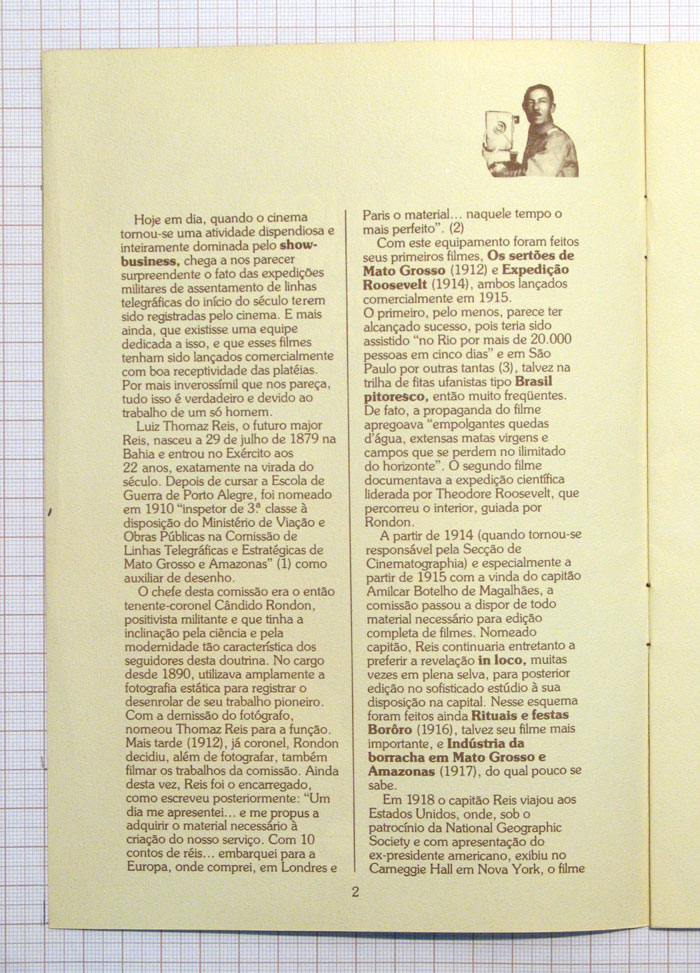 Hoje em dia, quando o cinema
tornou-se uma atividade dispendiosa e
inteiramente dominada pelo show-
business, chega a nos parecer
surpreendente o fato das expedições
militares de assentamento de linhas
telegráficas do início do século terem
sido registradas pelo cinema. E mais
ainda, que existisse uma equipe
dedicada a isso, e que esses filmes
tenham sido lançados comercialmente
com boa receptividade das platéias.
Por mais inverossímil que nos pareça,
tudo isso é verdadeiro e devido ao
trabalho de um só homem.
Luiz Thomaz Reis, o futuro major
Reis, nasceu a 29 de julho de 1879 na
Bahia e entrou no Exército aos
22 anos, exatamente na virada do
século. Depois de cursar a Escola de
Guerra de Porto Alegre, foi nomeado
em 1910 “inspetor de 3ª classe à
disposição do Ministério de Viação e
Obras Públicas na Comissão de
Linhas Telegráficas e Estratégicas de
Mato Grosso e Amazonas” (1) como
auxiliar de desenho.
O chefe desta comissão era o então
tenente-coronel Cândido Rondon,
positivista militante e que tinha a
inclinação pela ciência e pela
modernidade tão característica dos
seguidores desta doutrina. No cargo
desde 1890, utilizava amplamente a
fotografia estática para registrar o
desenrolar de seu trabalho pioneiro.
Com a demissão do fotógrafo,
nomeou Thomaz Reis para a função.
Mais tarde (1912), já coronel, Rondon
decidiu, além de fotografar, também
filmar os trabalhos da comissão. Ainda
desta vez, Reis foi o encarregado,
como escreveu posteriormente: “Um
dia me apresentei... e me propus a
adquirir o material necessário à
criação do nosso serviço. Com 10
contos de réis... embarquei para a
Europa, onde comprei, em Londres e
Paris o material... naquele tempo o
mais perfeito”. (2)
Com este equipamento foram feitos
seus primeiros filmes, Os sertões de
Mato Grosso (1912) e Expedição
Roosevelt (1914), ambos lançados
comercialmente em 1915.
O primeiro, pelo menos, parece ter
alcançado sucesso, pois teria sido
assistido “no Rio por mais de 20.000
pessoas em cinco dias” e em São
Paulo por outras tantas (3), talvez na
trilha de fitas ufanistas tipo Brasil
pitoresco, então muito freqüentes.
De fato, a propaganda do filme
apregoava “empolgantes quedas
d’água, extensas matas virgens e
campos que se perdem no ilimitado
do horizonte”. O segundo filme
documentava a expedição científica
liderada por Theodore Roosevelt, que
percorreu o interior, guiada por
Rondon.
A partir de 1914 (quando tornou-se
responsável pela Secção de
Cinematographia) e especialmente a
partir de 1915 com a vinda do capitão
Amilcar Botelho de Magalhães, a
comissão passou a dispor de todo
material necessário para edição
completa de filmes. Nomeado
capitão, Reis continuaria entretanto a
preferir a revelação in loco, muitas
vezes em plena selva, para posterior
edição no sofisticado estúdio à sua
disposição na capital. Nesse esquema
foram feitos ainda Rituais e festas
Borôro (1916), talvez seu filme mais
importante, e Indústria da
borracha em Mato Grosso e
Amazonas (1917), do qual pouco se
sabe.
Em 1918 o capitão Reis viajou aos
Estados Unidos, onde, sob o
patrocínio da National Geographic
Society e com apresentação do
ex-presidente americano, exibiu no
Carneggie Hall em Nova York, o filme
2